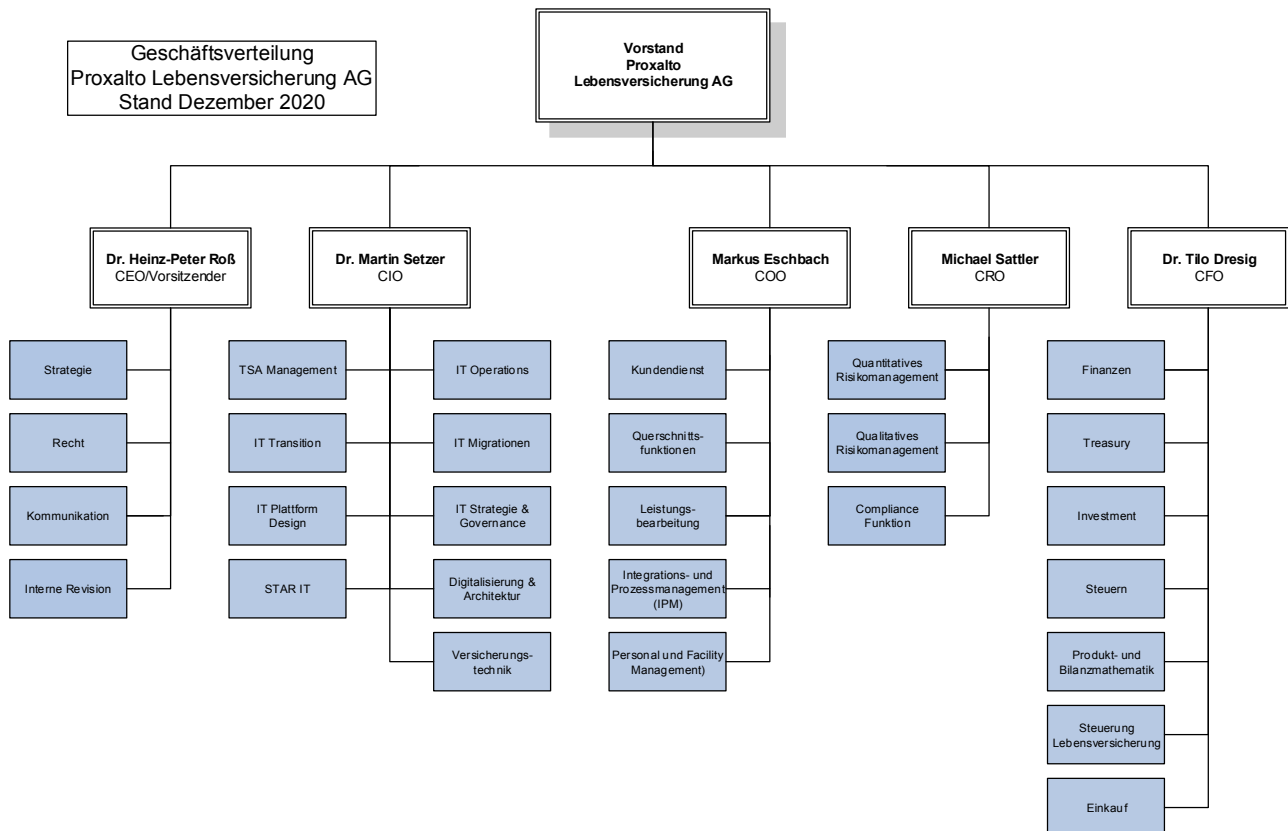 Geschäftsverteilung
Proxalto Lebensversicherung AG
Stand Dezember 2020
Vorstand
Proxalto
Lebensversicherung AG
Dr. Heinz-Peter Roß
CEO/Vorsitzender
Dr. Martin Setzer
CIO
Markus Eschbach
COO
Michael Sattler
CRO
Dr. Tilo Dresig
CFO
Strategie
Recht
Kommunikation
Interne Revision
TSA Management
IT Transition
IT Plattform
Design
STAR IT
IT Operations
IT Migrationen
IT Strategie &
Governance
Digitalisierung &
Architektur
Versicherungs-
technik
Kundendienst
Querschnitts-
funktionen
Leistungs-
bearbeitung
Integrations- und
Prozessmanagement
(IPM)
Personal und Facility
Management)
Quantitatives
Risikomanagement
Qualitatives
Risikomanagement
Compliance
Funktion
Finanzen
Treasury
Investment
Steuern
Produkt- und
Bilanzmathematik
Steuerung
Lebensversicherung
Einkauf